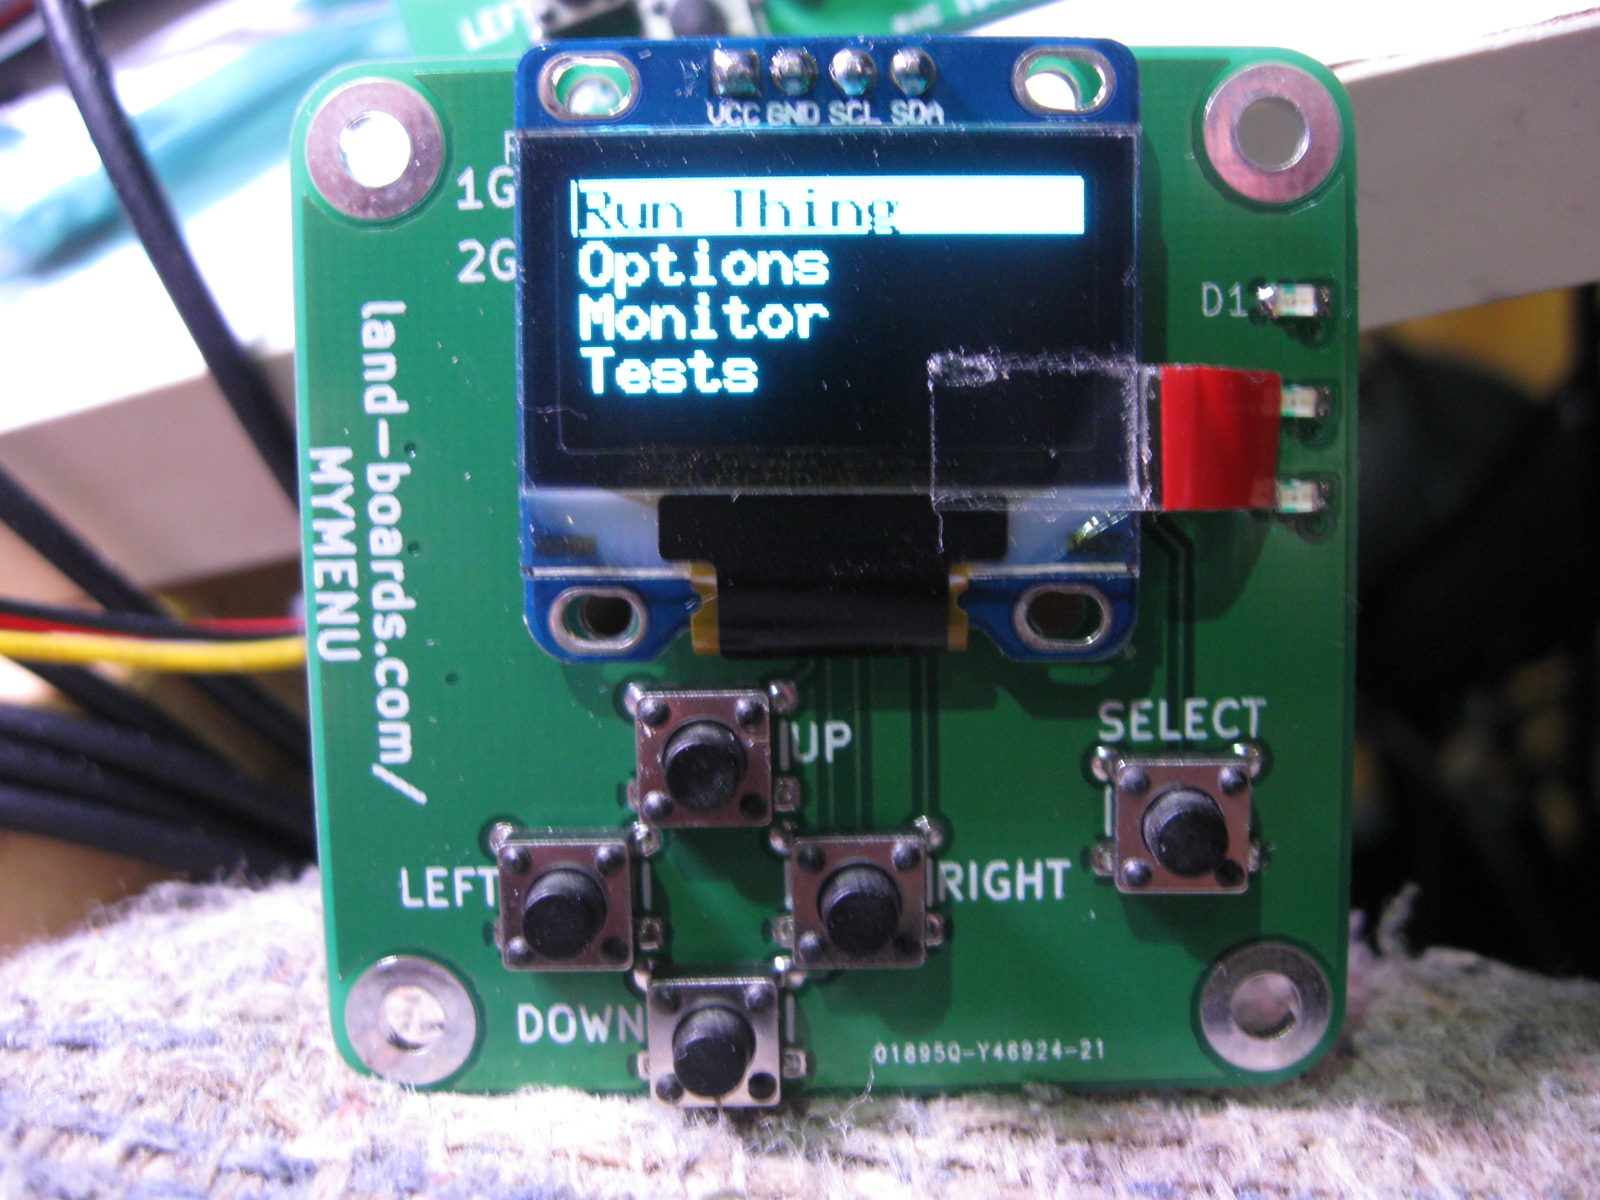 LEFT
VCC GND SCL SDA
1G
2G
Run Thing
Options
Monitor
Tests
D1
land-boards.com/
MYMENU
UP
SELECT
LEFT
RIGHT
DOWN
01895Q-Y46924-21